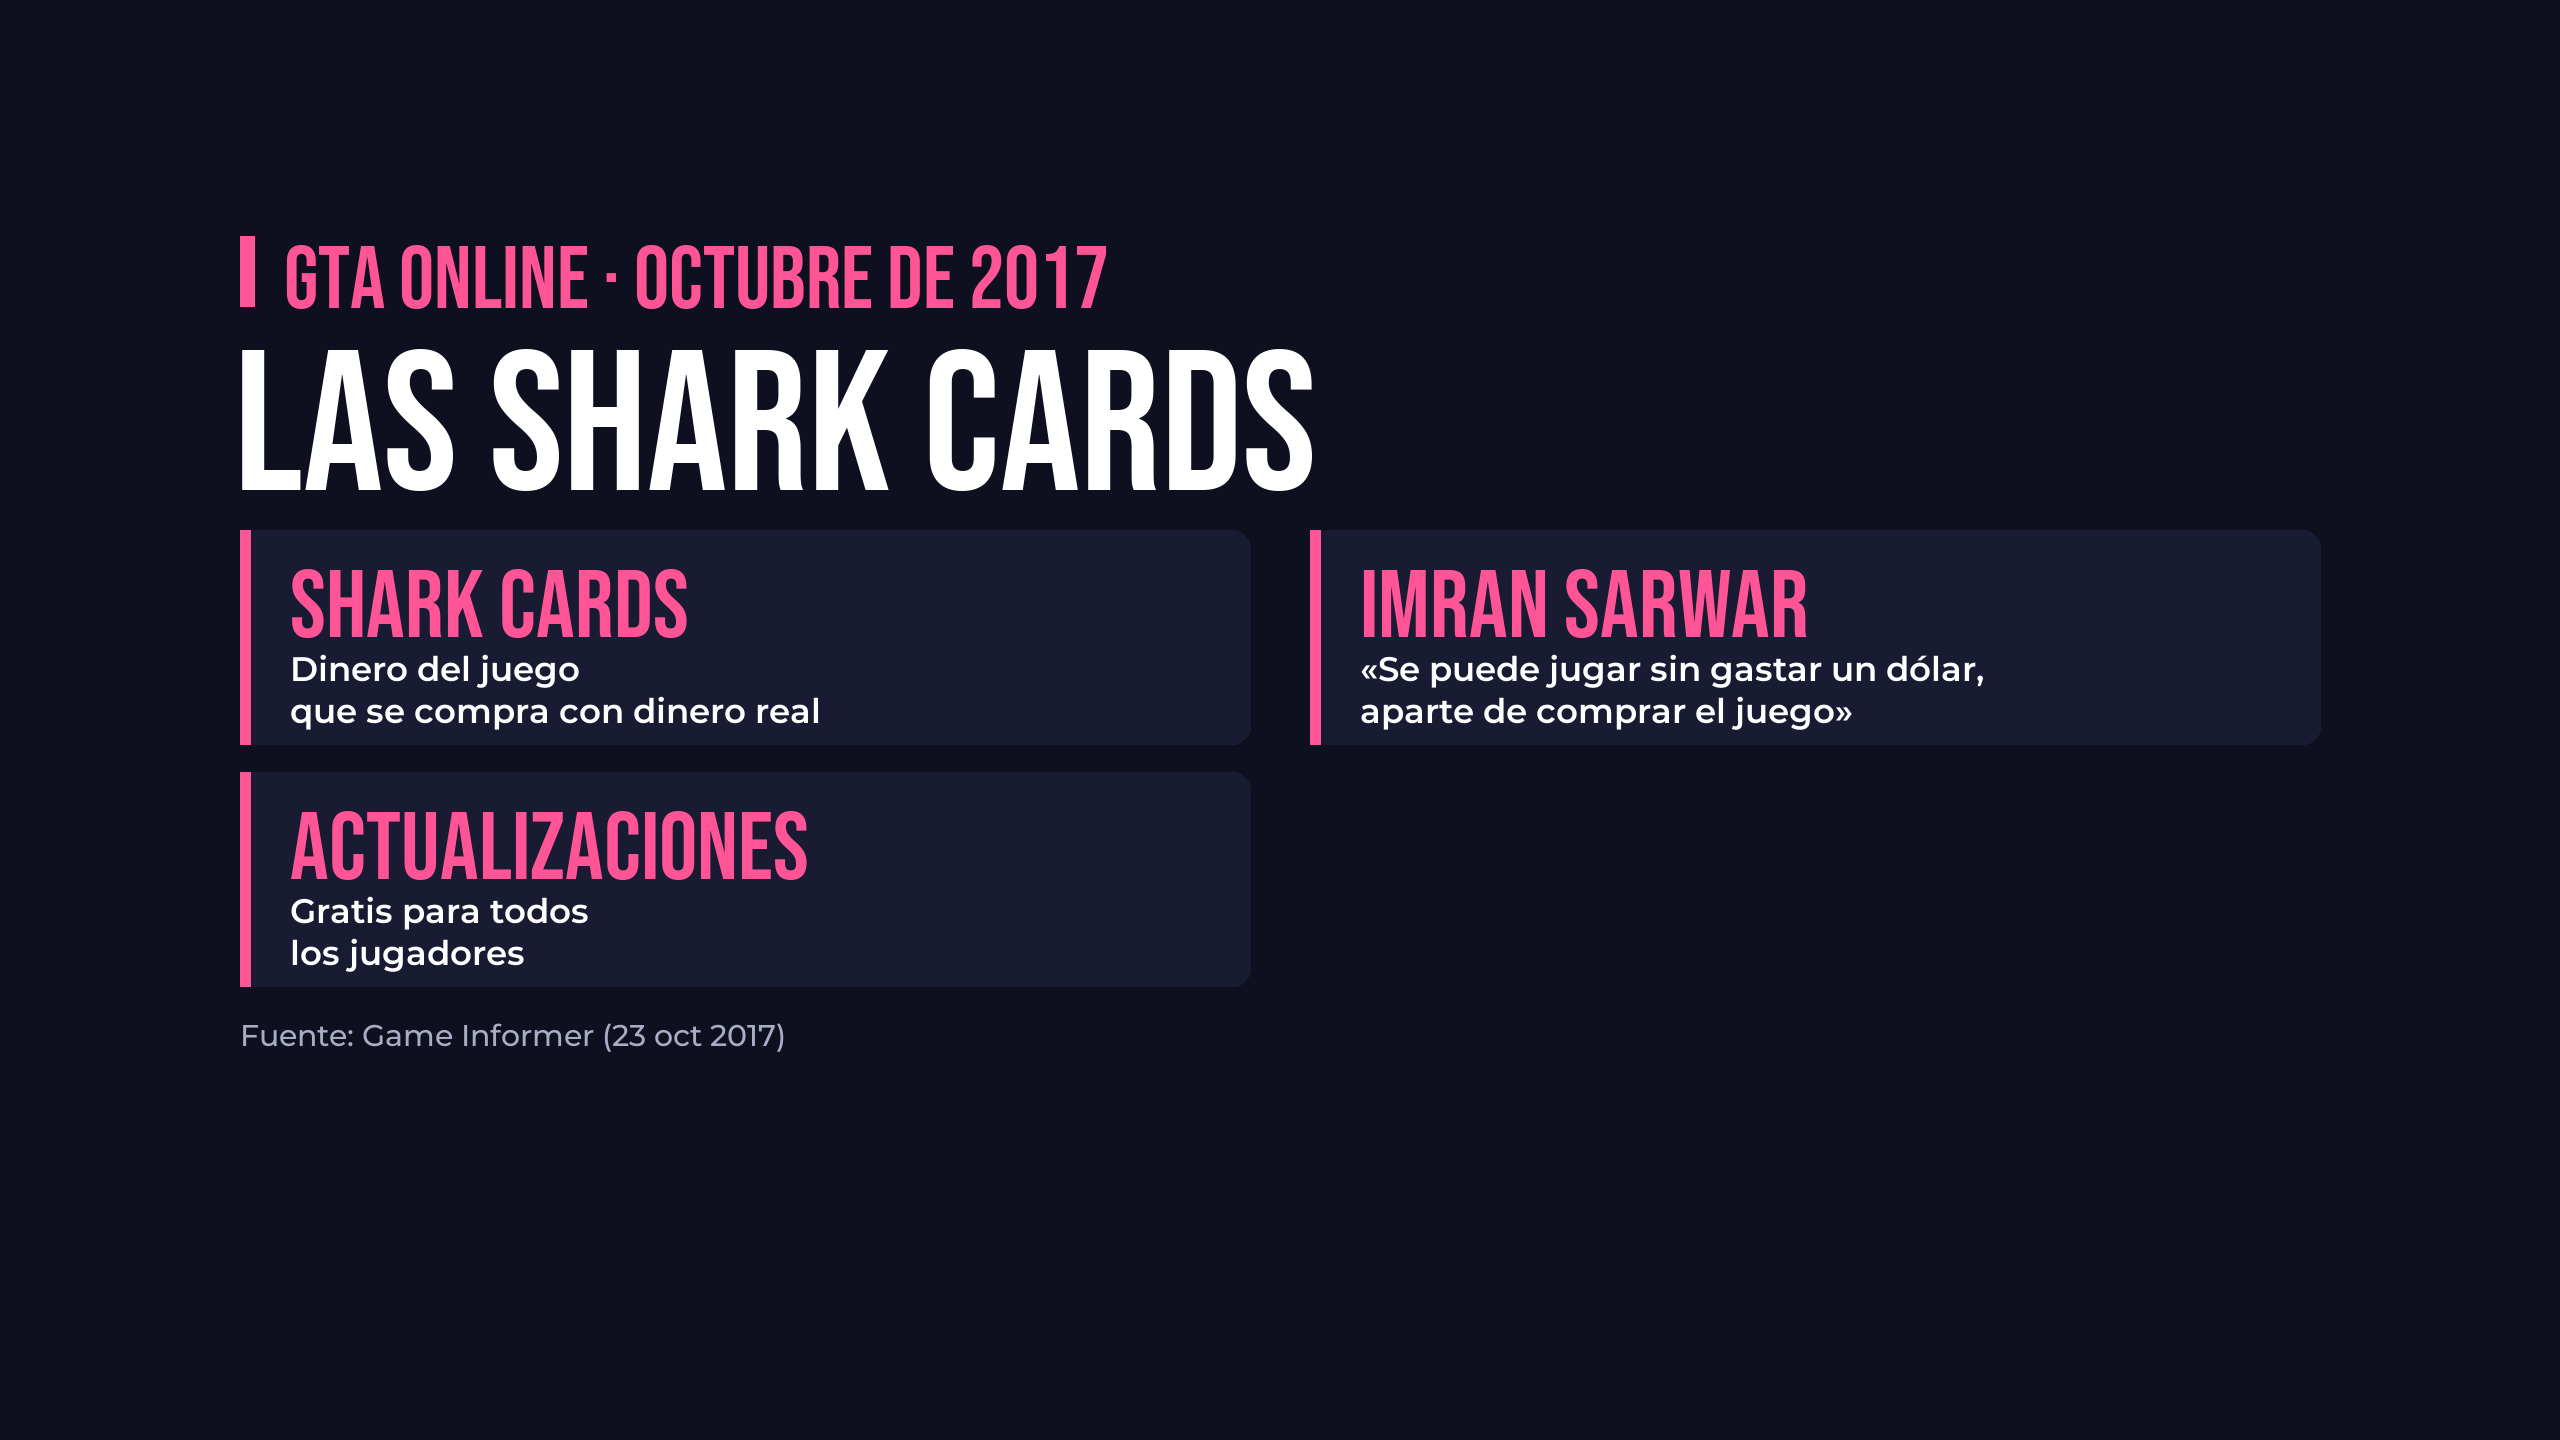 GTA ONLINE · OCTUBRE DE 2017
LAS SHARK CARDS
SHARK CARDS
Dinero del juego
que se compra con dinero real
IMRAN SARWAR
«Se puede jugar sin gastar un dólar,
aparte de comprar el juego»
ACTUALIZACIONES
Gratis para todos
los jugadores
Fuente: Game Informer (23 oct 2017)